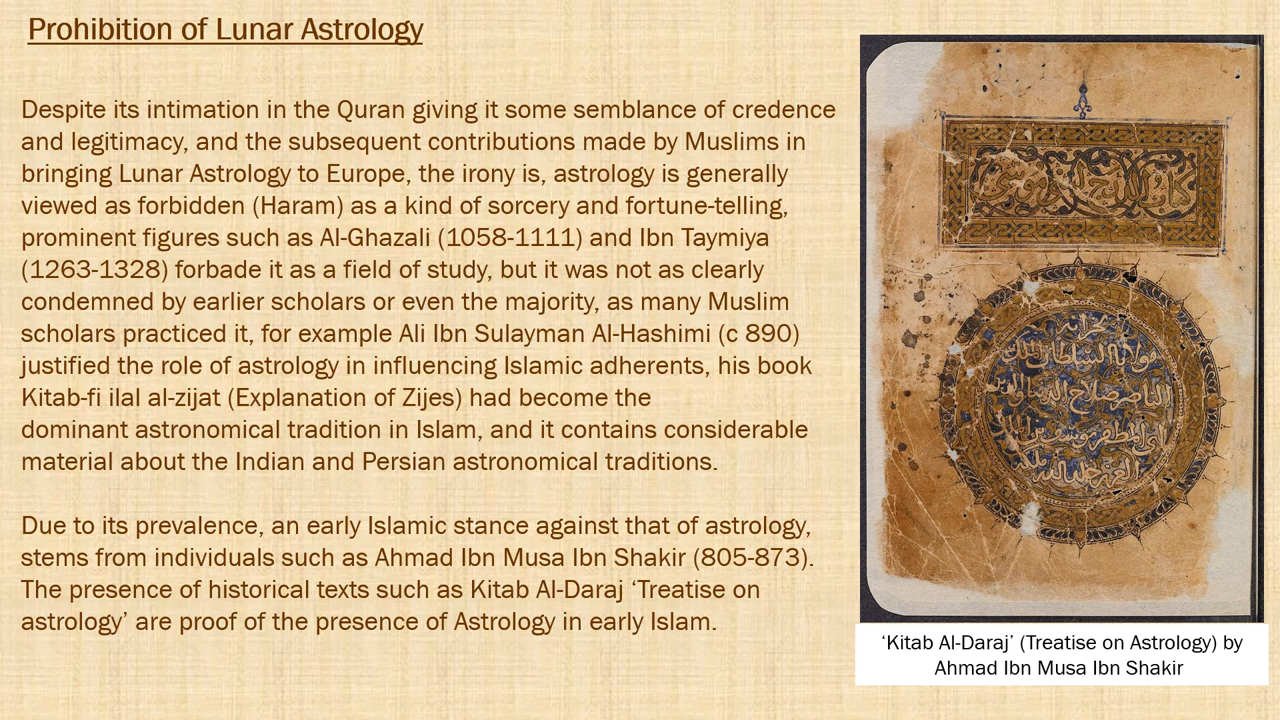 Prohibition of Lunar Astrology
Despite its intimation in the Quran giving it some semblance of credence
and legitimacy, and the subsequent contributions made by Muslims in
bringing Lunar Astrology to Europe, the irony is, astrology is generally
viewed as forbidden (Haram) as a kind of sorcery and fortune-telling,
prominent figures such as Al-Ghazali (1058-1111) and Ibn Taymiya
(1263-1328) forbade it as a field of study, but it was not as clearly
condemned by earlier scholars or even the majority, as many Muslim
scholars practiced it, for example Ali Ibn Sulayman Al-Hashimi (c 890)
justified the role of astrology in influencing Islamic adherents, his book
Kitab-fi ilal al-zijat (Explanation of Zijes) had become the
dominant astronomical tradition in Islam, and it contains considerable
material about the Indian and Persian astronomical traditions.
Due to its prevalence, an early Islamic stance against that of astrology,
stems from individuals such as Ahmad Ibn Musa Ibn Shakir (805-873).
The presence of historical texts such as Kitab Al-Daraj ‘Treatise on
astrology’ are proof of the presence of Astrology in early Islam.
كتاب الدرج
مولانا السلطان الملك
الناصر صلاح الدنيا والدين
‘Kitab Al-Daraj’ (Treatise on Astrology) by
Ahmad Ibn Musa Ibn Shakir